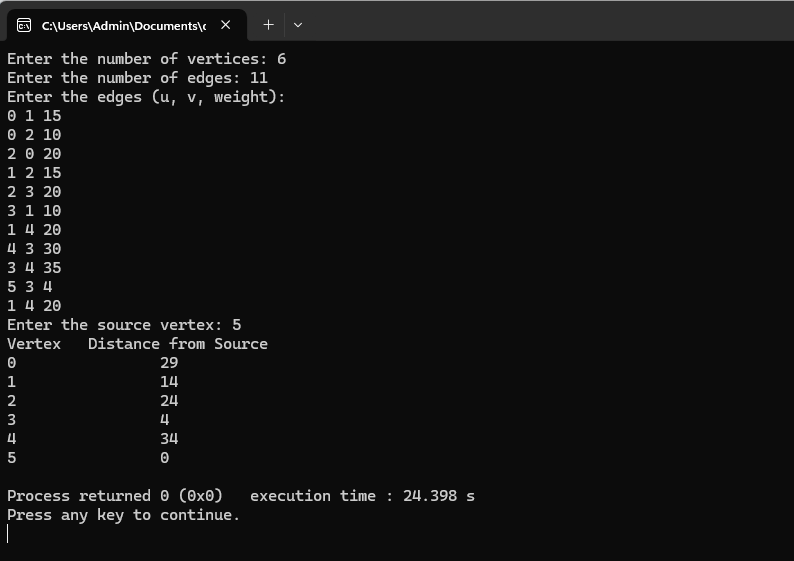 C:\Users\Admin\Documents\c
Enter the number of vertices: 6
Enter the number of edges: 11
Enter the edges (u, v, weight):
0 1 15
0 2 10
2 0 20
1 2 15
2 3 20
3 1 10
1 4 20
4 3 30
3 4 35
5 3 4
1 4 20
Enter the source vertex: 5
Vertex   Distance from Source
0                29
1                14
2                24
3                4
4                34
5                0
Process returned 0 (0x0)   execution time : 24.398 s
Press any key to continue.